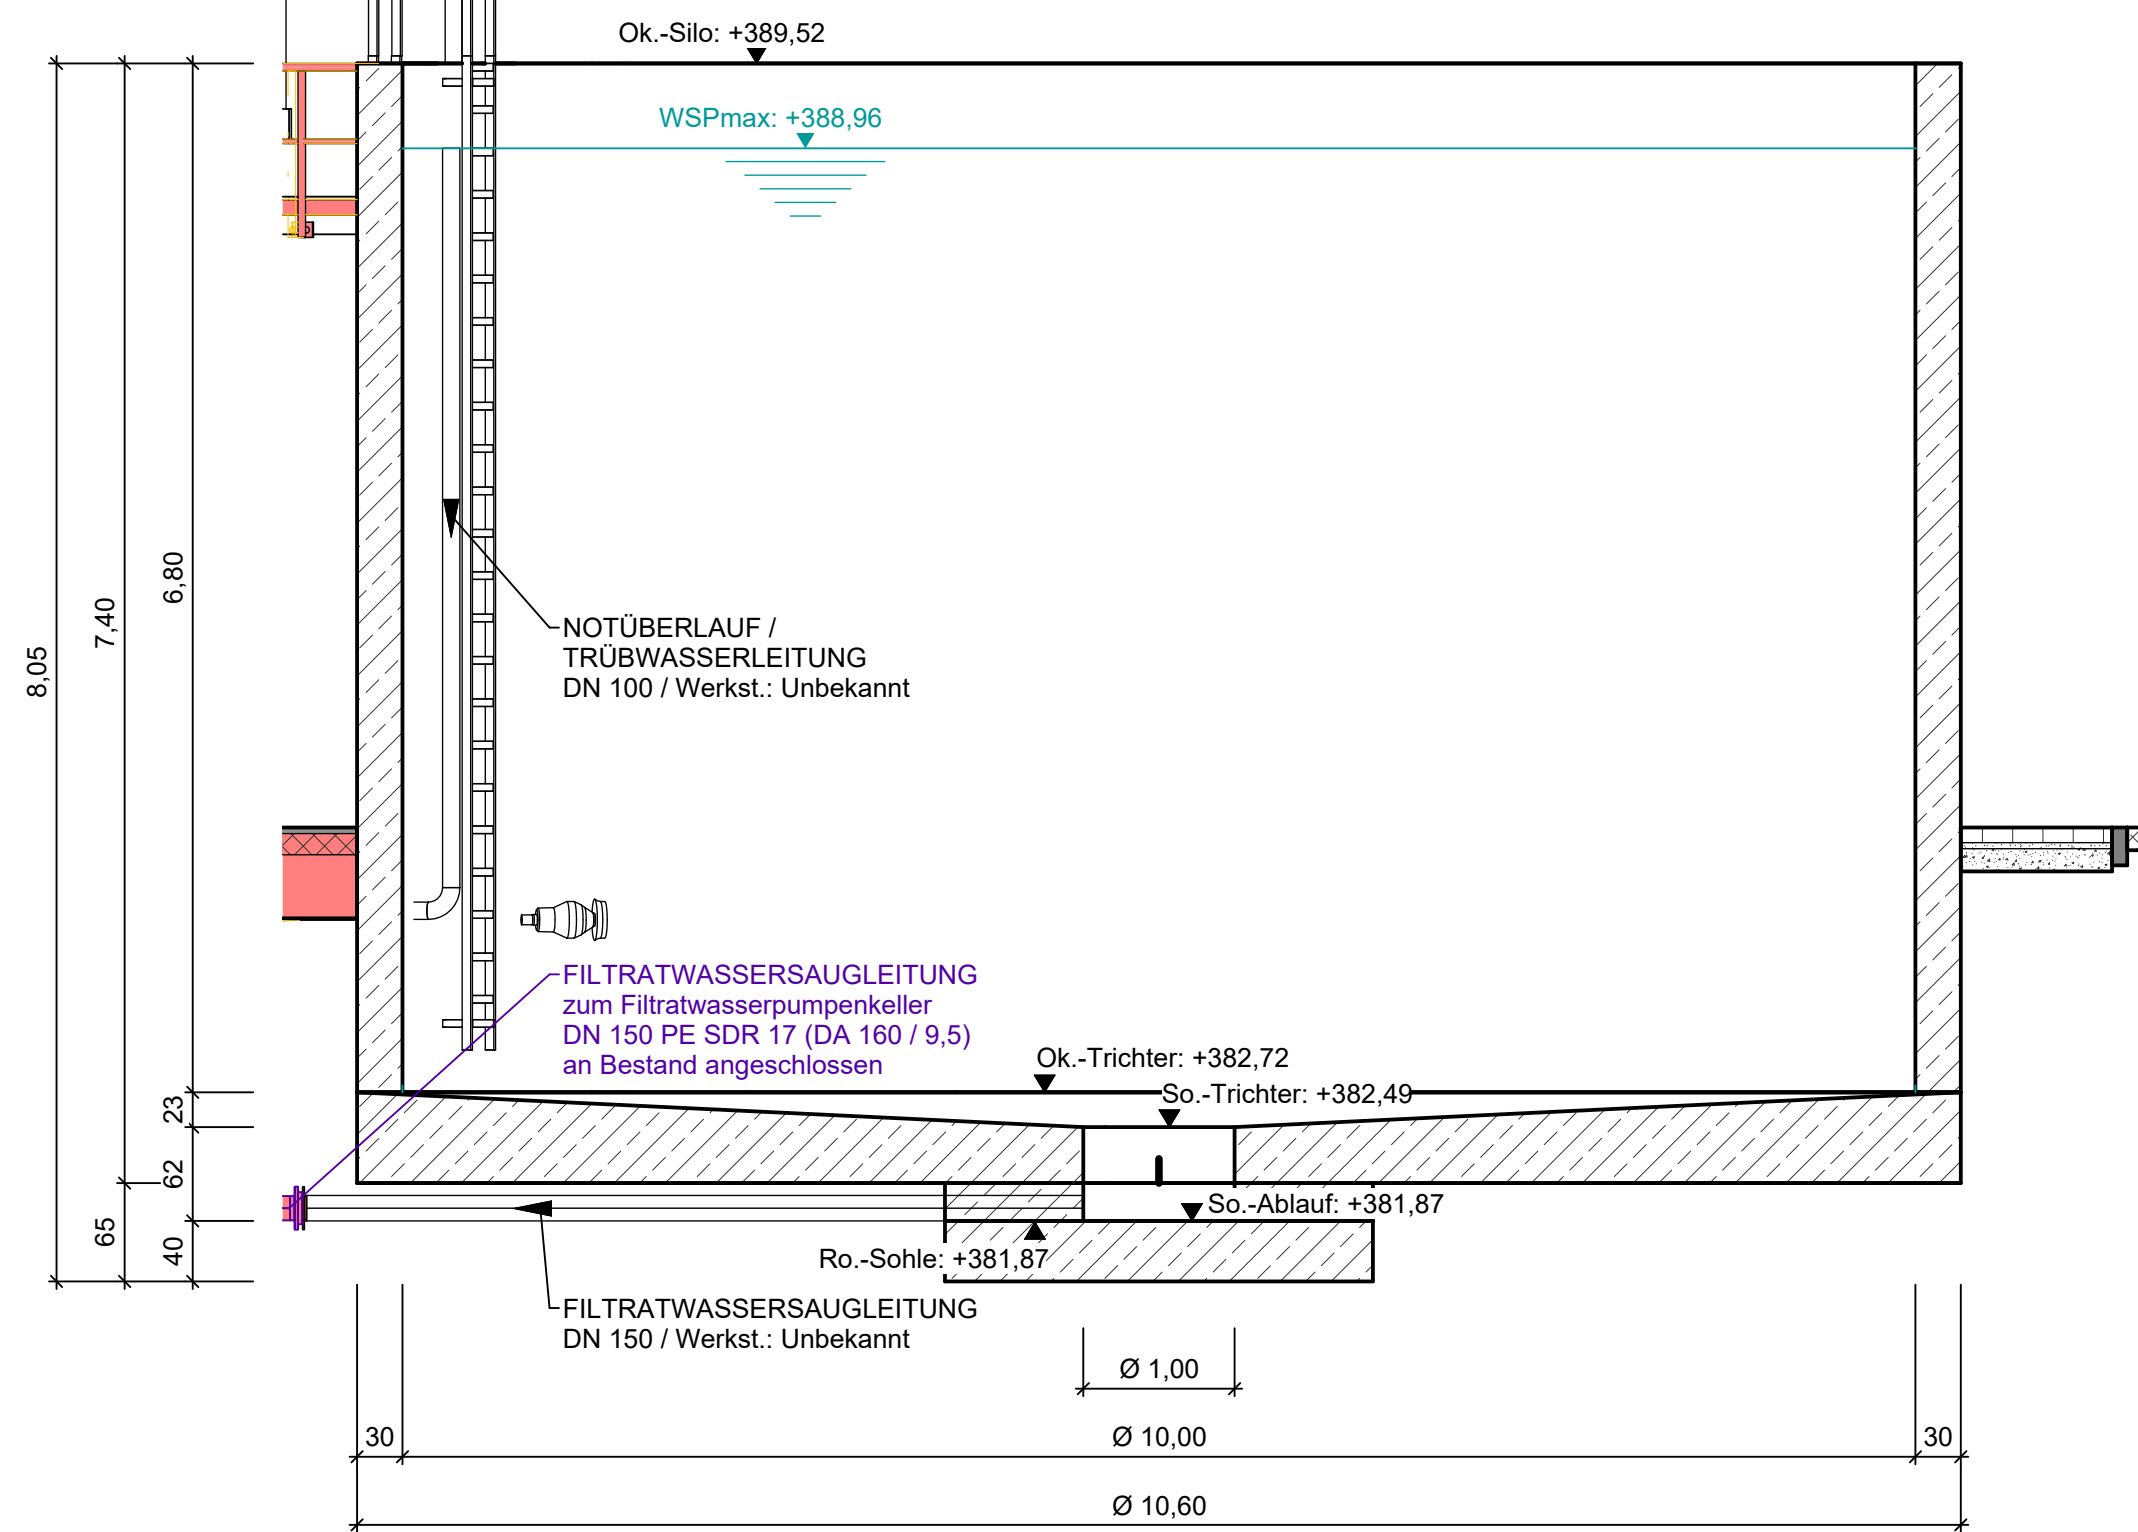 Ok.-Silo: +389,52
WSPmax: +388,96
6,80
7,40
8,05
NOTÜBERLAUF /
TRÜBWASSERLEITUNG
DN 100 / Werkst.: Unbekannt
FILTRATWASSERSAUGLEITUNG
zum Filtratwasserpumpenkeller
DN 150 PE SDR 17 (DA 160 / 9,5)
an Bestand angeschlossen
Ok.-Trichter: +382,72
So.-Trichter: +382,49
23
62
So.-Ablauf: +381,87
65
40
Ro.-Sohle: +381,87
FILTRATWASSERSAUGLEITUNG
DN 150 / Werkst.: Unbekannt
Ø 1,00
30
Ø 10,00
30
Ø 10,60